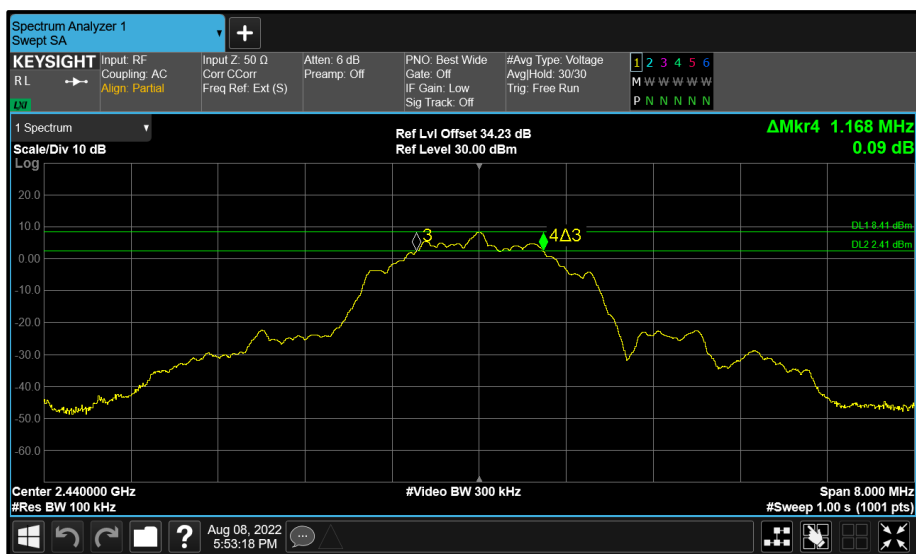 Spectrum Analyzer 1
Swept SA
KEYSIGHT
RL
LXI
Input: RF
Coupling: AC
Align: Partial
Input Z: 50 Ω
Corr CCorr
Freq Ref: Ext (S)
Atten: 6 dB
Preamp: Off
PNO: Best Wide
Gate: Off
IF Gain: Low
Sig Track: Off
#Avg Type: Voltage
Avg|Hold: 30/30
Trig: Free Run
1 2 3 4 5 6
M W W W W W
P N N N N N
1 Spectrum
Scale/Div 10 dB
Log
Ref Lvl Offset 34.23 dB
Ref Level 30.00 dBm
ΔMkr4 1.168 MHz
0.09 dB
20.0
10.0
0.00
-10.0
-20.0
-30.0
-40.0
-50.0
-60.0
3
4Δ3
DL1 8.41 dBm
DL2 2.41 dBm
Center 2.440000 GHz
#Res BW 100 kHz
#Video BW 300 kHz
Span 8.000 MHz
#Sweep 1.00 s (1001 pts)
?
Aug 08, 2022
5:53:18 PM